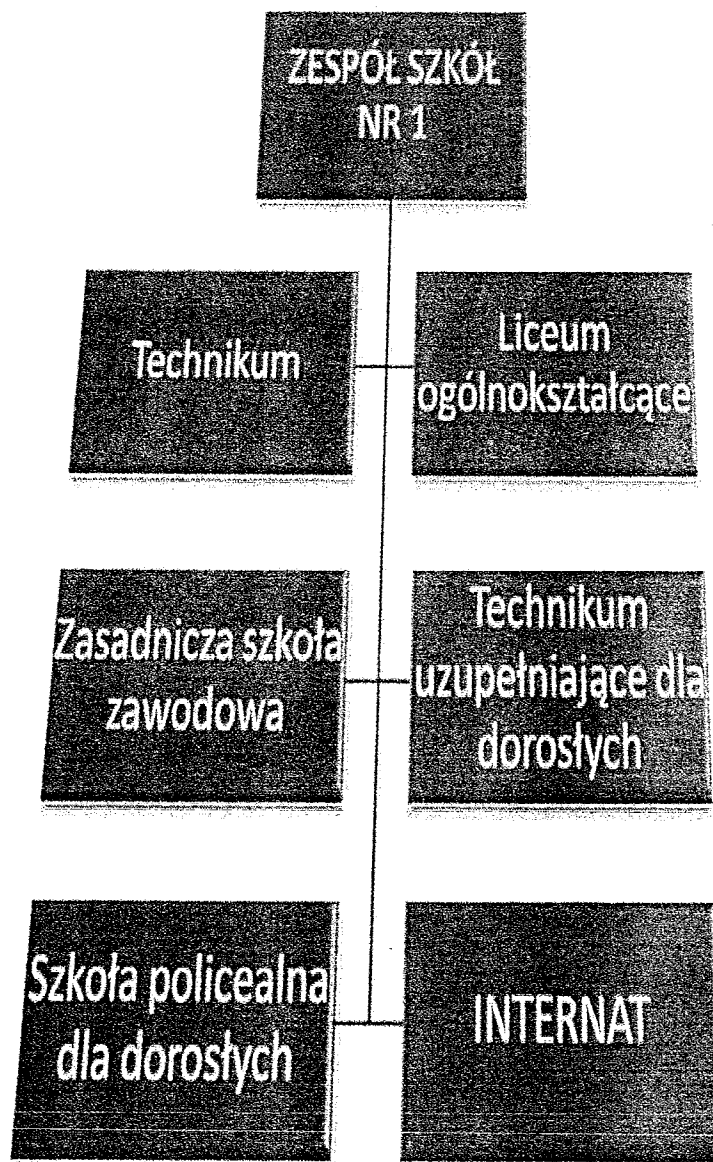 ZESPÓŁ SZKÓŁ
NR 1
Technikum
Liceum
ogólnokształcące
Zasadnicza szkoła
zawodowa
Technikum
uzupełniające dla
dorosłych
Szkoła policealna
dla dorosłych
INTERNAT